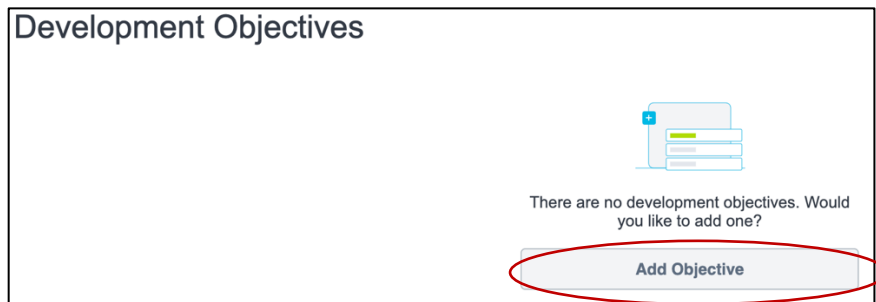 Development Objectives
There are no development objectives. Would
you like to add one?
Add Objective